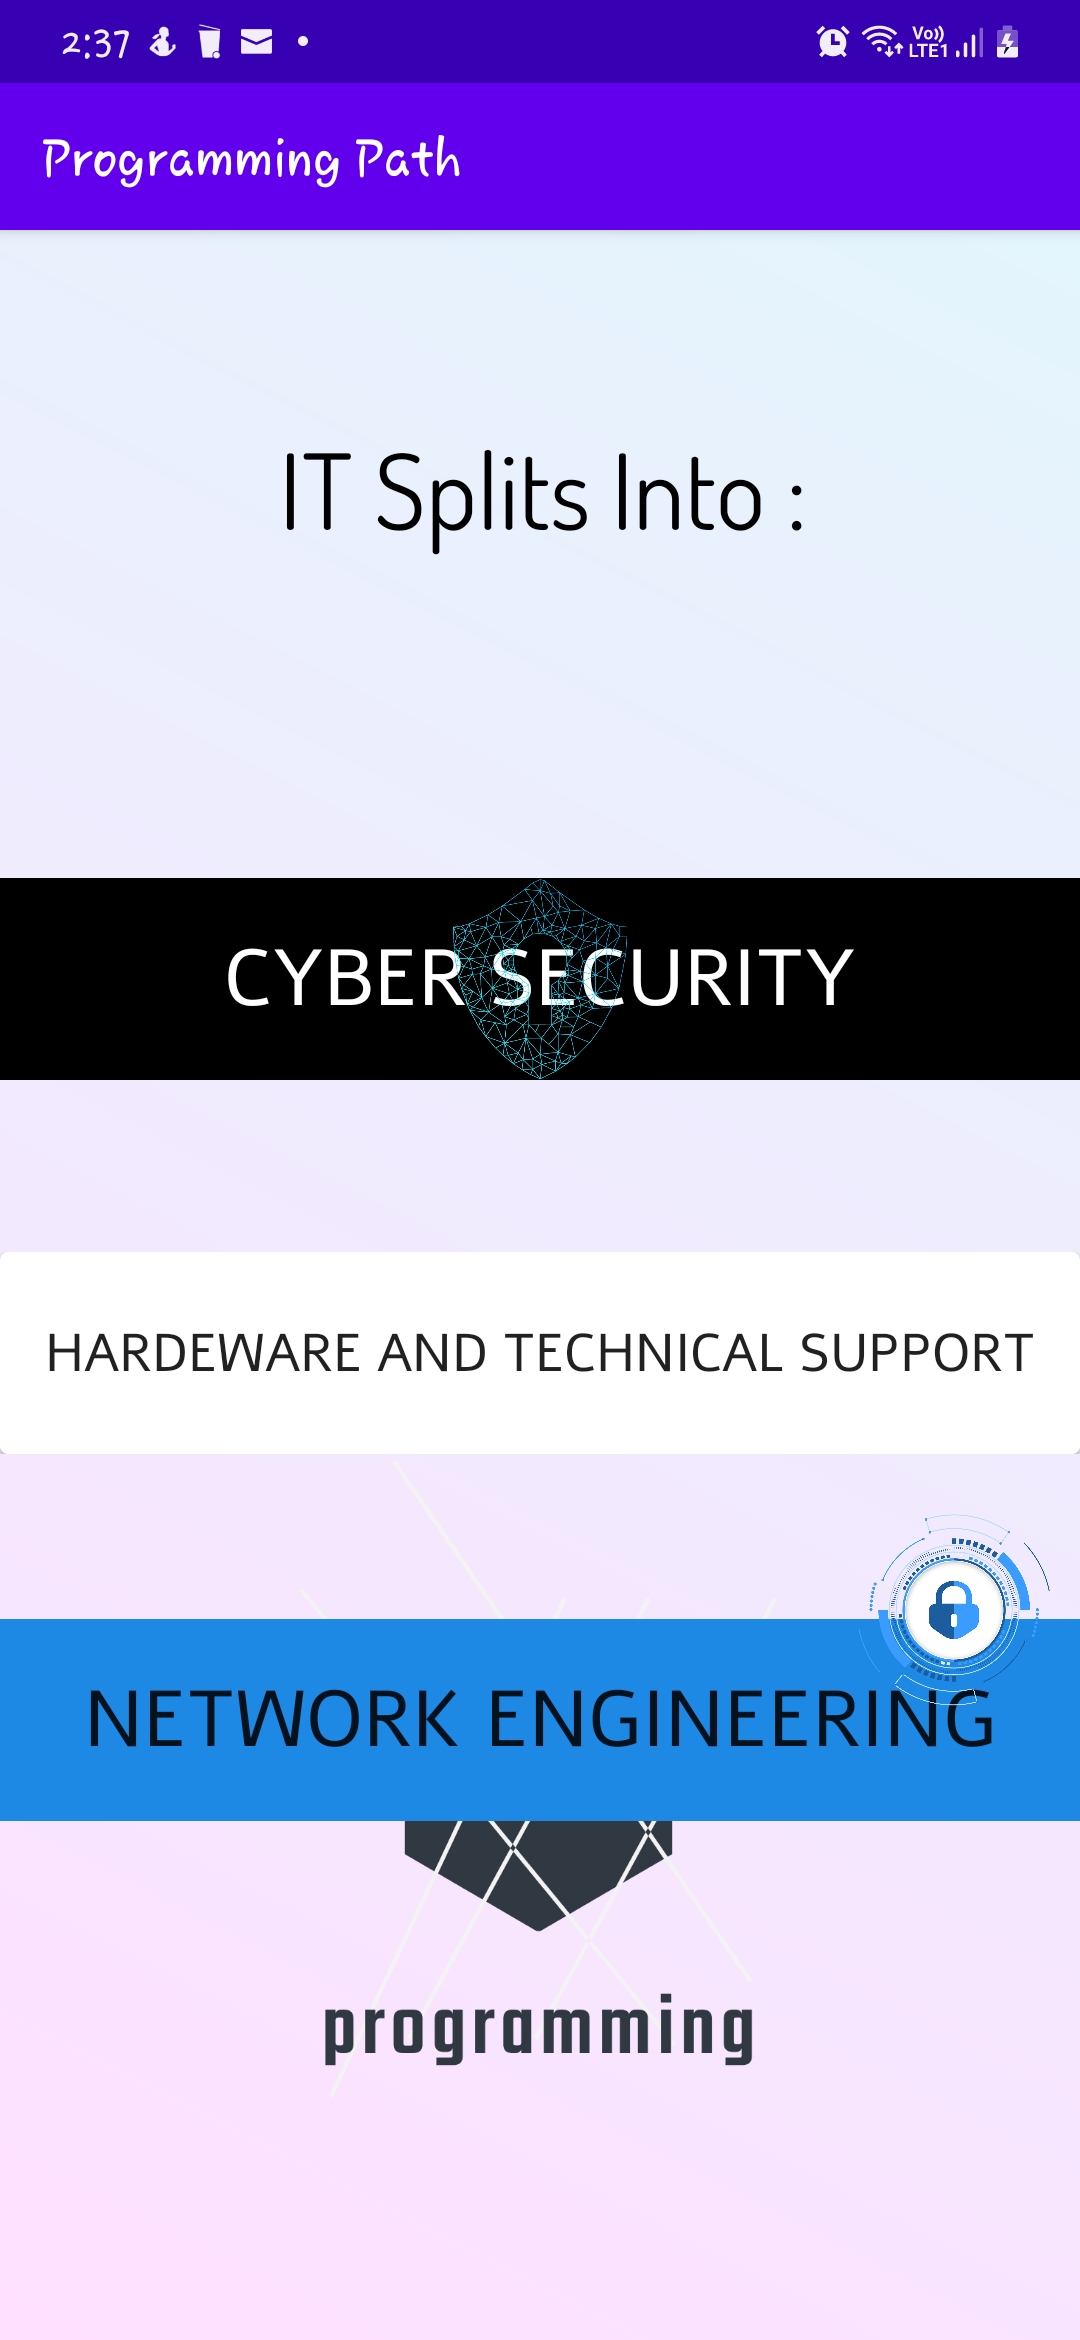 2:37
Vo))
LTE1
Programming Path
IT Splits Into :
CYBER SECURITY
HARDEWARE AND TECHNICAL SUPPORT
NETWORK ENGINEERING
programming